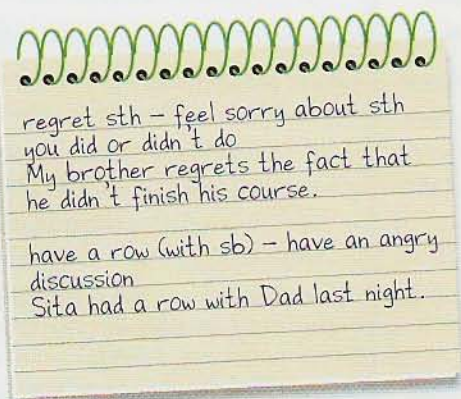 regret sth – feel sorry about sth
you did or didn't do
My brother regrets the fact that
he didn't finish his course.
have a row (with sb) – have an angry
discussion
Sita had a row with Dad last night.